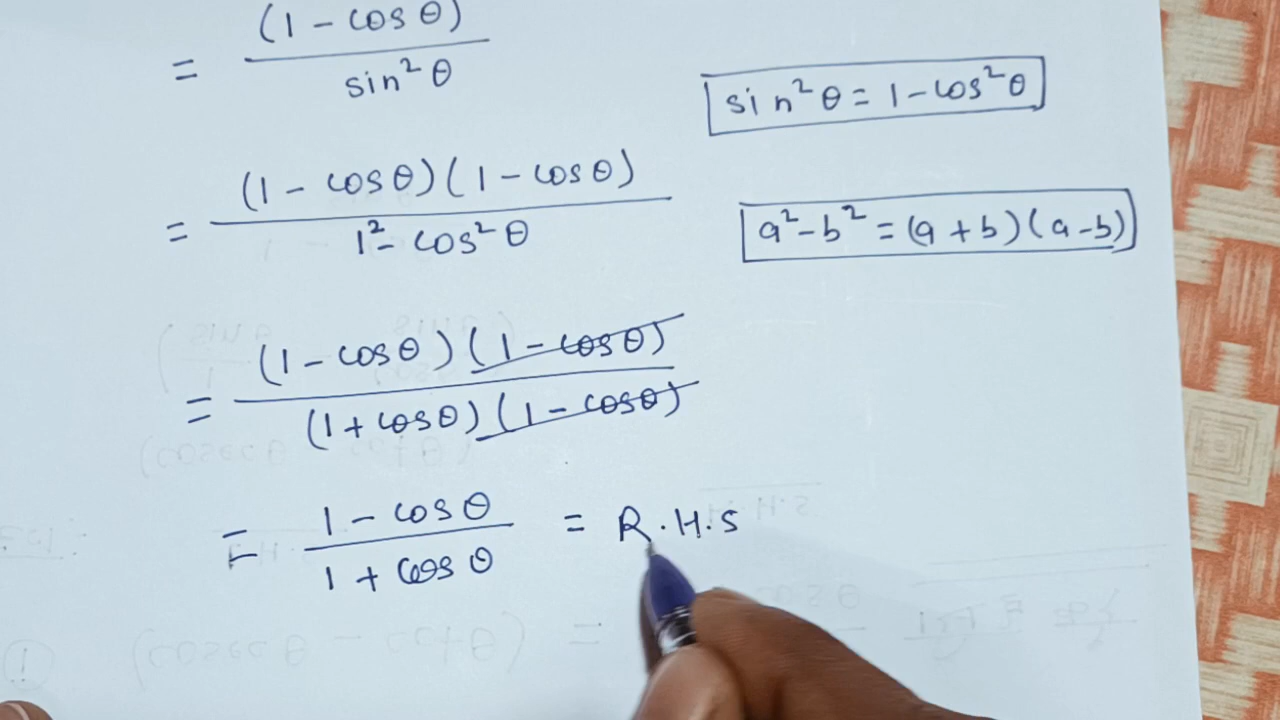 = (1 - cos θ) / sin² θ
sin² θ = 1 - cos² θ
= (1 - cos θ)(1 - cos θ) / 1² - cos² θ
a² - b² = (a + b)(a - b)
= (1 - cos θ)(1 - cos θ) / (1 + cos θ)(1 - cos θ)
= 1 - cos θ / 1 + cos θ = R.H.S